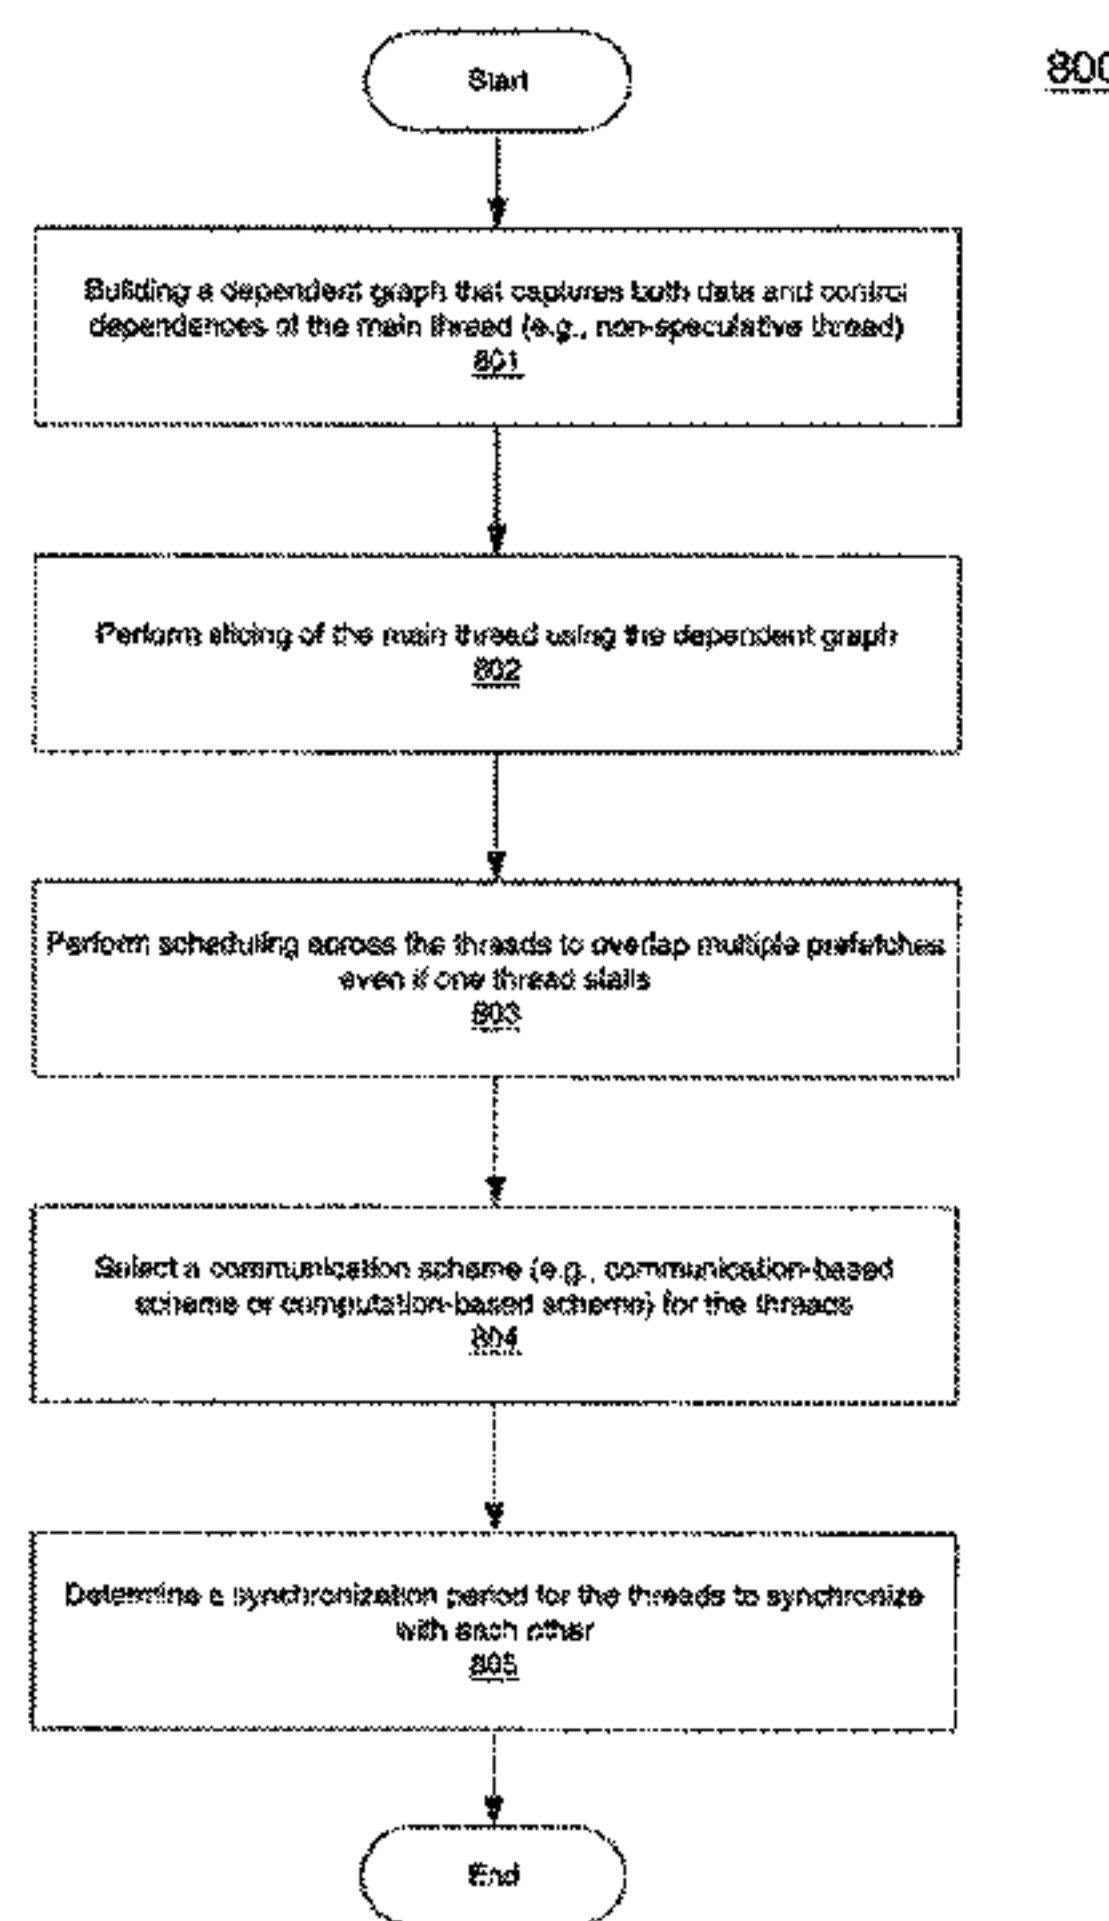 800
Start
Building a dependent graph that captures both data and control
dependences of the main thread (e.g., non-speculative thread)
801
Perform slicing of the main thread using the dependent graph
802
Perform scheduling across the threads to overlap multiple prefetches
even if one thread stalls
803
Select a communication scheme (e.g., communication-based
scheme or computation-based scheme) for the threads
804
Determine a synchronization period for the threads to synchronize
with each other
805
End